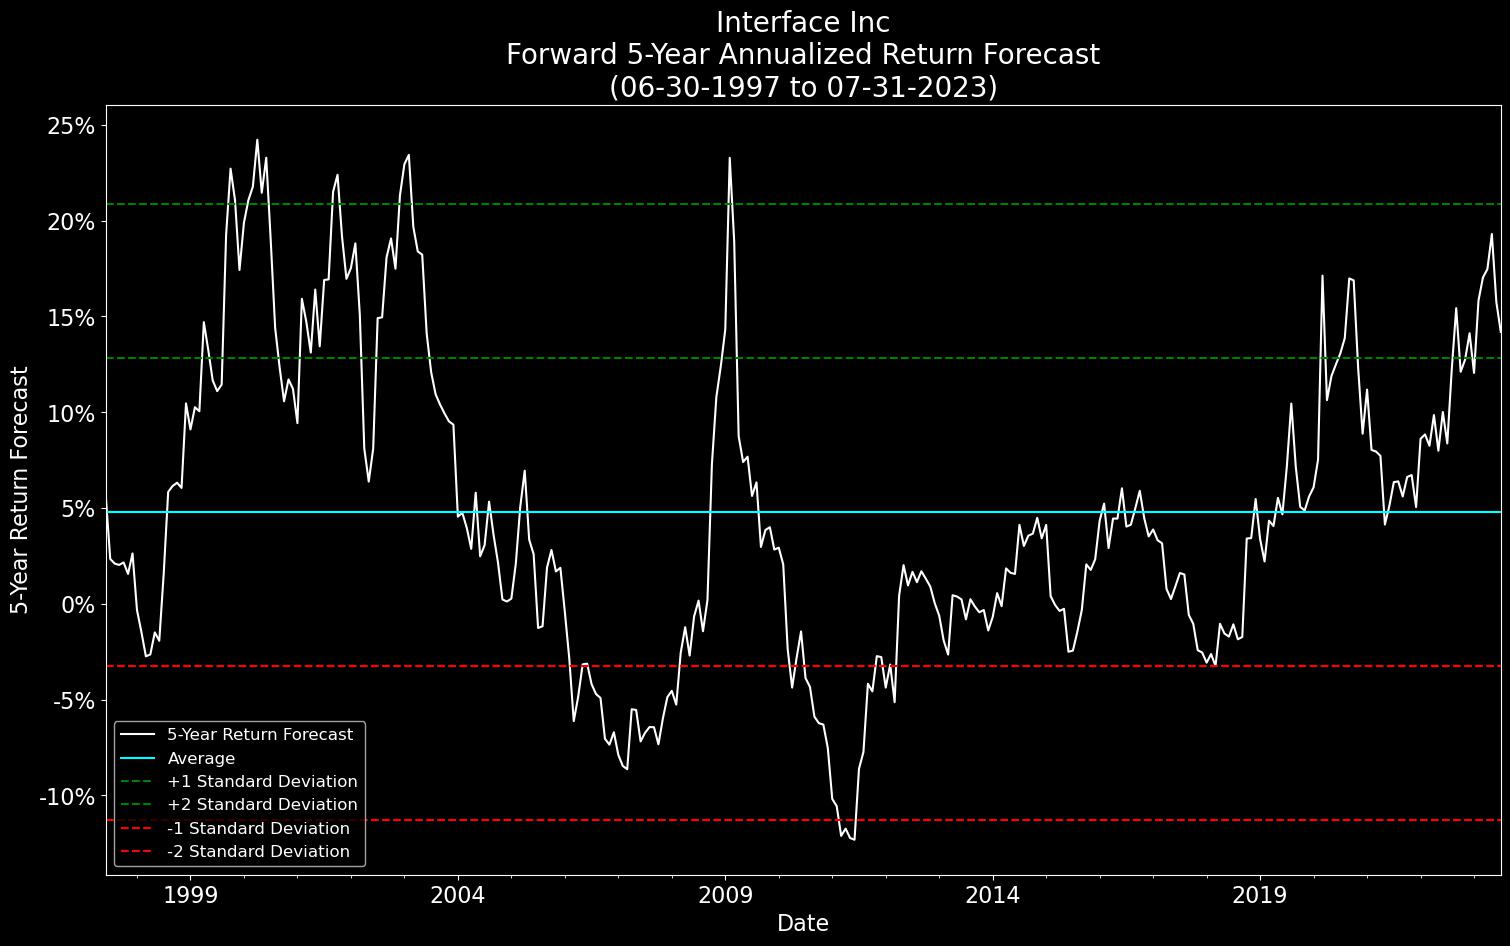 Interface Inc
Forward 5-Year Annualized Return Forecast
(06-30-1997 to 07-31-2023)
5-Year Return Forecast
25%
20%
15%
10%
5%
0%
-5%
-10%
5-Year Return Forecast
Average
+1 Standard Deviation
+2 Standard Deviation
-1 Standard Deviation
-2 Standard Deviation
1999 2004 2009 2014 2019
Date